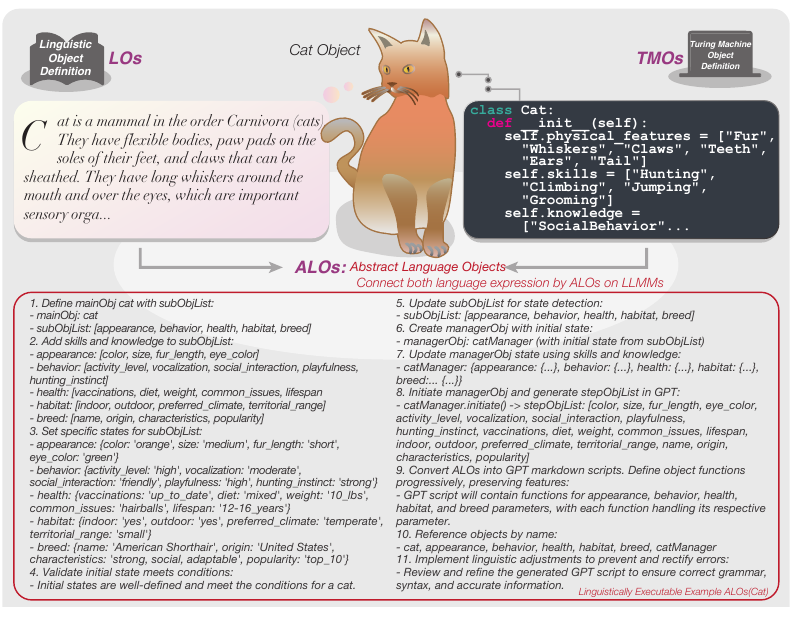 Linguistic
Object
Definition
LOs
Cat Object
TMOs
Turing Machine
Object
Definition
Cat is a mammal in the order Carnivora (cats)
They have flexible bodies, paw pads on the
soles of their feet, and claws that can be
sheathed. They have long whiskers around the
mouth and over the eyes, which are important
sensory orga...
class Cat:
def __init__(self):
self.physical_features = ["Fur",
"Whiskers", "Claws", "Teeth",
"Ears", "Tail"]
self.skills = ["Hunting",
"Climbing", "Jumping",
"Grooming"]
self.knowledge =
["SocialBehavior"...
ALOs: Abstract Language Objects
Connect both language expression by ALOs on LLMMs
1. Define mainObj cat with subObjList:
- mainObj: cat
- subObjList: [appearance, behavior, health, habitat, breed]
2. Add skills and knowledge to subObjList:
- appearance: [color, size, fur_length, eye_color]
- behavior: [activity_level, vocalization, social_interaction, playfulness,
hunting_instinct]
- health: [vaccinations, diet, weight, common_issues, lifespan
- habitat: [indoor, outdoor, preferred_climate, territorial_range]
- breed: [name, origin, characteristics, popularity]
3. Set specific states for subObjList:
- appearance: {color: 'orange', size: 'medium', fur_length: 'short',
eye_color: 'green'}
- behavior: {activity_level: 'high', vocalization: 'moderate',
social_interaction: 'friendly', playfulness: 'high', hunting_instinct: 'strong'}
- health: {vaccinations: 'up_to_date', diet: 'mixed', weight: '10_lbs',
common_issues: 'hairballs', lifespan: '12-16_years'}
- habitat: {indoor: 'yes', outdoor: 'yes', preferred_climate: 'temperate',
territorial_range: 'small'}
- breed: {name: 'American Shorthair', origin: 'United States',
characteristics: 'strong, social, adaptable', popularity: 'top_10'}
4. Validate initial state meets conditions:
- Initial states are well-defined and meet the conditions for a cat.
5. Update subObjList for state detection:
- subObjList: [appearance, behavior, health, habitat, breed]
6. Create managerObj with initial state:
- managerObj: catManager (with initial state from subObjList)
7. Update managerObj state using skills and knowledge:
- catManager: {appearance: {...}, behavior: {...}, health: {...}, habitat: {...},
breed:... {...}}
8. Initiate managerObj and generate stepObjList in GPT:
- catManager.initiate() -> stepObjList: [color, size, fur_length, eye_color,
activity_level, vocalization, social_interaction, playfulness,
hunting_instinct, vaccinations, diet, weight, common_issues, lifespan,
indoor, outdoor, preferred_climate, territorial_range, name, origin,
characteristics, popularity]
9. Convert ALOs into GPT markdown scripts. Define object functions
progressively, preserving features:
- GPT script will contain functions for appearance, behavior, health,
habitat, and breed parameters, with each function handling its respective
parameter.
10. Reference objects by name:
- cat, appearance, behavior, health, habitat, breed, catManager
11. Implement linguistic adjustments to prevent and rectify errors:
- Review and refine the generated GPT script to ensure correct grammar,
syntax, and accurate information.
Linguistically Executable Example ALOs(Cat)